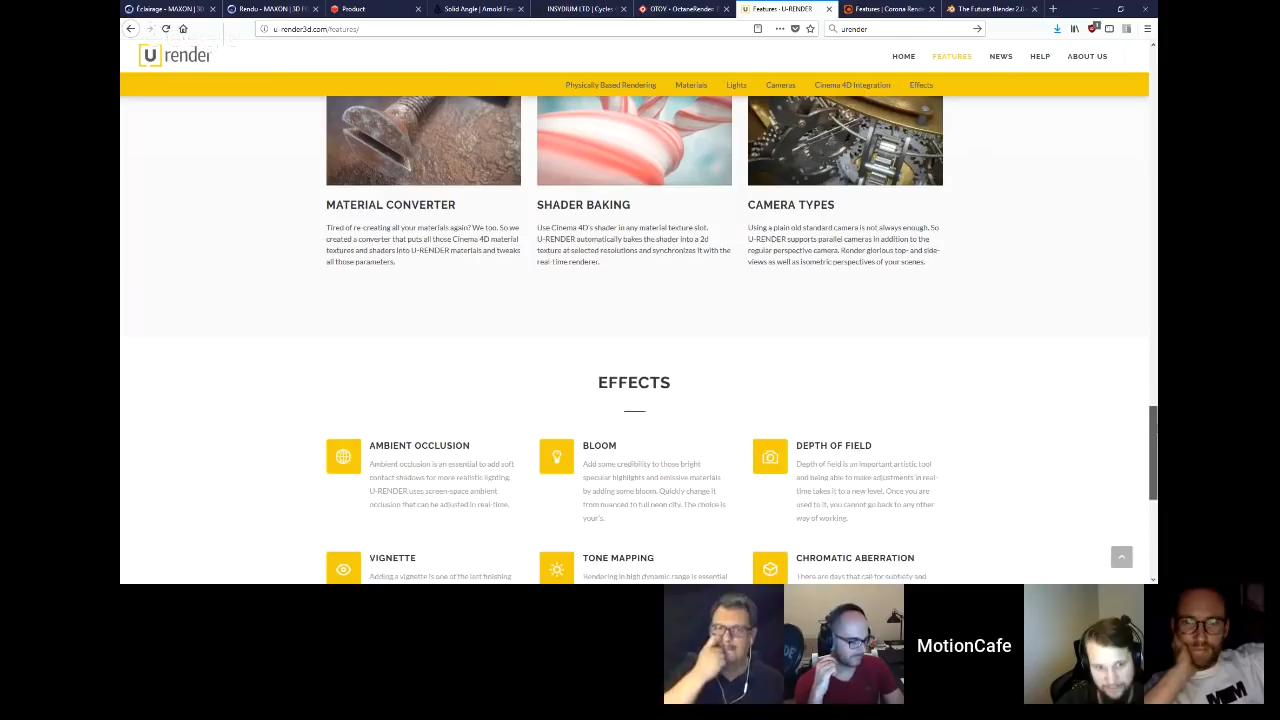 Éclairage – MAXON | 3D
Rendu – MAXON | 3D F
Product
Solid Angle | Arnold Fea
INSYDIUM LTD | Cycles
OTOY • OctaneRender
Features - U-RENDER
Features | Corona Rend
The Future: Blender 2.8
u-render3d.com/features/
urender
U render
HOME FEATURES NEWS HELP ABOUT US
Physically Based Rendering Materials Lights Cameras Cinema 4D Integration Effects
MATERIAL CONVERTER
Tired of re-creating all your materials again? We too. So we
created a converter that puts all those Cinema 4D material
textures and shaders into U-RENDER materials and tweaks
all those parameters.
SHADER BAKING
Use Cinema 4D's shader in any material texture slot.
U-RENDER automatically bakes the shader into a 2d
texture at selected resolutions and synchronizes it with the
real-time renderer.
CAMERA TYPES
Using a plain old standard camera is not always enough. So
U-RENDER supports parallel cameras in addition to the
regular perspective camera. Render glorious top- and side-
views as well as isometric perspectives of your scenes.
EFFECTS
AMBIENT OCCLUSION
Ambient occlusion is an essential to add soft
contact shadows for more realistic lighting.
U-RENDER uses screen-space ambient
occlusion that can be adjusted in real-time.
BLOOM
Add some credibility to those bright
specular highlights and emissive materials
by adding some bloom. Quickly change it
from nuanced to full neon city. The choice is
your's.
DEPTH OF FIELD
Depth of field is an important artistic tool
and being able to make adjustments in real-
time takes it to a new level. Once you are
used to it, you cannot go back to any other
way of working.
VIGNETTE
Adding a vignette is one of the last finishing
TONE MAPPING
Rendering in high dynamic range is essential
CHROMATIC ABERRATION
There are days that call for subtlety and
MotionCafe